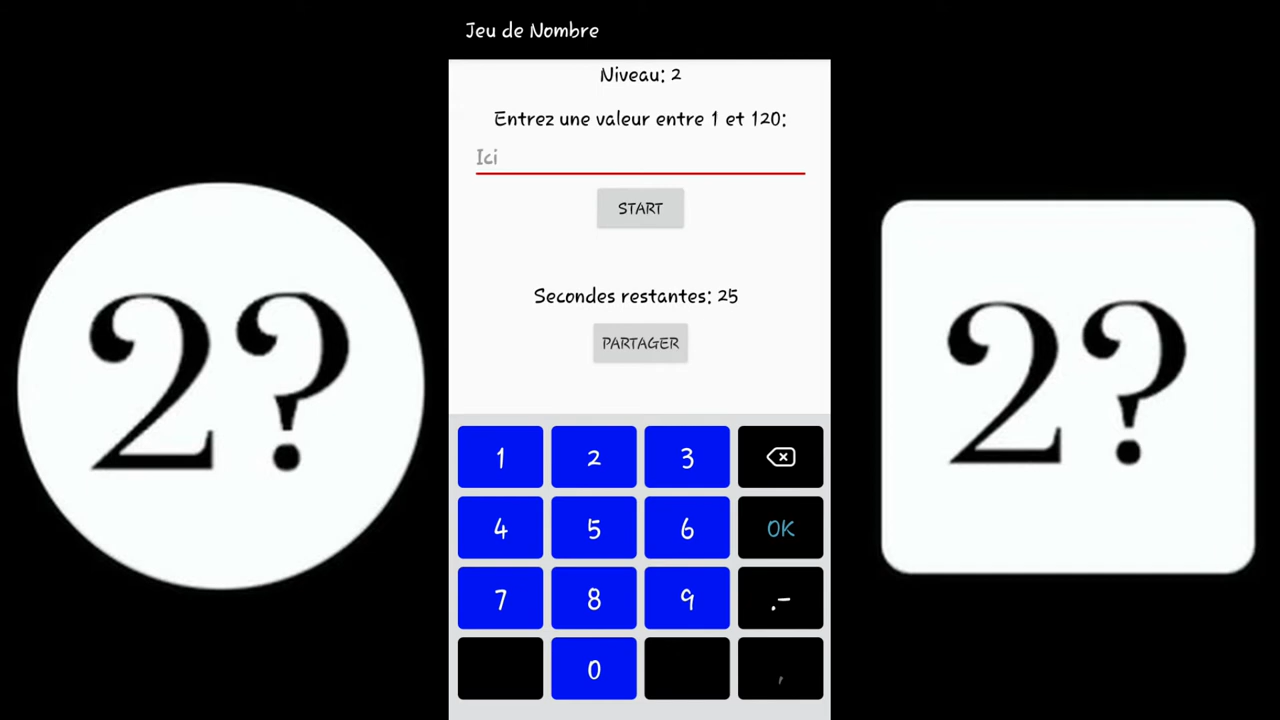 Jeu de Nombre
Niveau: 2
Entrez une valeur entre 1 et 120:
Ici
START
Secondes restantes: 25
PARTAGER
2?
2?
1 2 3
4 5 6 OK
7 8 9 .-
0 ,